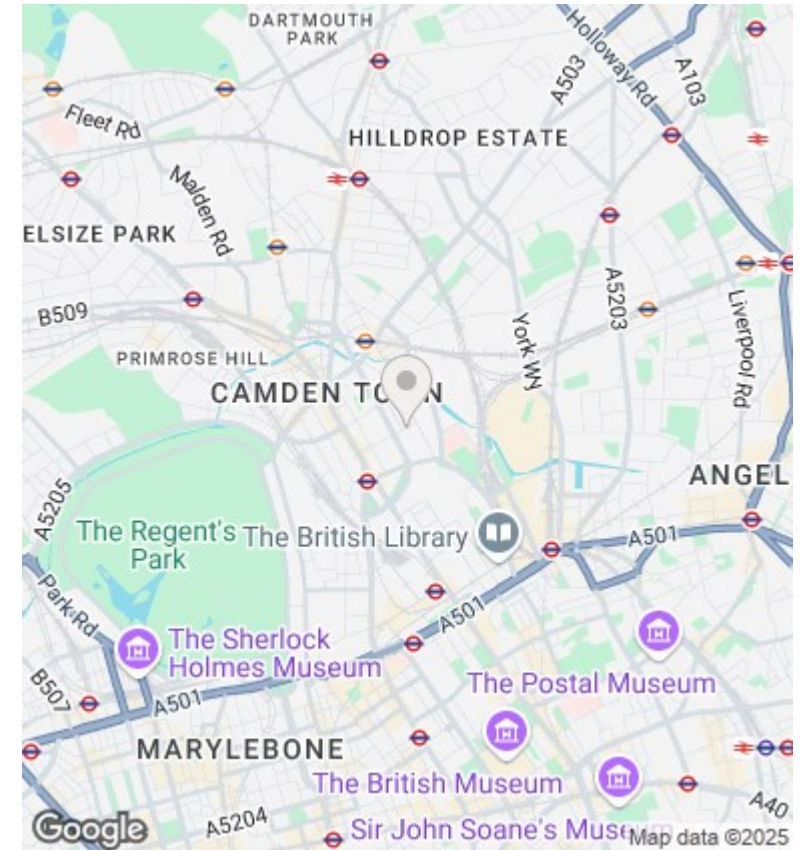 DARTMOUTH
PARK
Holloway Rd
A503
A103
Fleet Rd
HILLDROP ESTATE
Malden Rd
ELSIZE PARK
A5203
B509
York WY
Liverpool Rd
PRIMROSE HILL
CAMDEN T
N
ANGEL
A5205
The Regent's
Park
The British Library
A501
Park Rd
A501
The Sherlock
Holmes Museum
The Postal Museum
B507
A501
MARYLEBONE
The British Museum
A40
Google
A5204
Sir John Soane's Museum
Map data ©2025